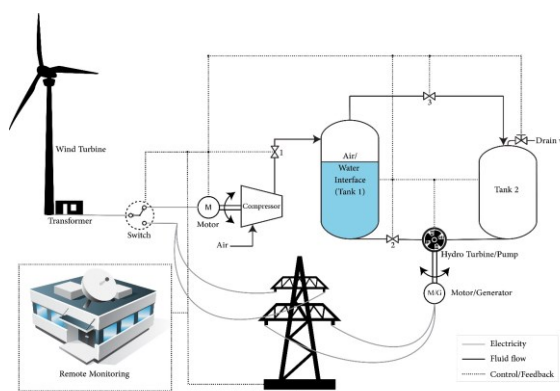 3
Drain v
Wind Turbine
1
Air/
Water
Interface
(Tank 1)
Tank 2
M
Compressor
Transformer
Switch
Motor
Air
2
Hydro Turbine/Pump
M/G
Motor/Generator
Remote Monitoring
Electricity
Fluid flow
Control/Feedback